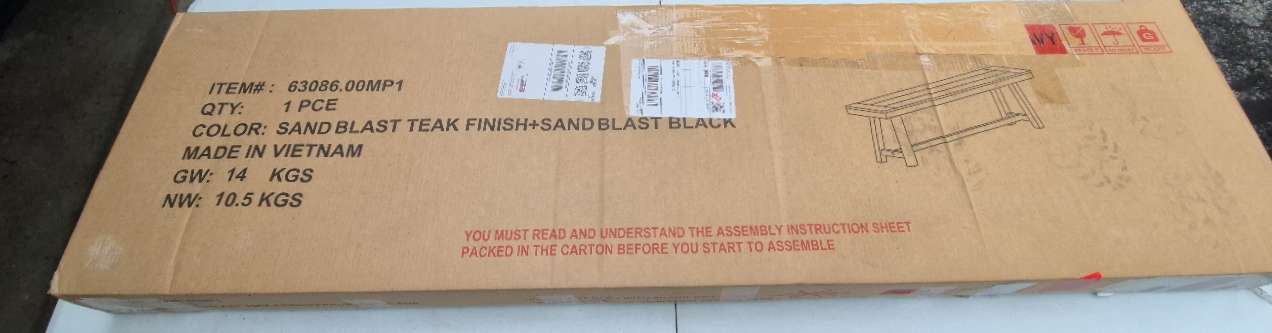 ITEM# : 63086.00MP1
QTY: 1 PCE
COLOR: SAND BLAST TEAK FINISH+SAND BLAST BLACK
MADE IN VIETNAM
GW: 14 KGS
NW: 10.5 KGS
YOU MUST READ AND UNDERSTAND THE ASSEMBLY INSTRUCTION SHEET
PACKED IN THE CARTON BEFORE YOU START TO ASSEMBLE